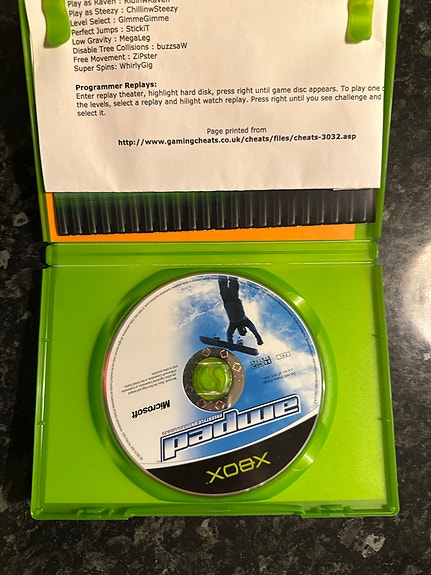 Play as Raven : RidinwRaven
Play as Steezy : ChillinwSteezy
Level Select : GimmeGimme
Perfect Jumps : StickiT
Low Gravity : MegaLeg
Disable Tree Collisions : buzzsaW
Free Movement : ZiPster
Super Spins: WhirlyGig
Programmer Replays:
Enter replay theater, highlight hard disk, press right until game disc appears. To play one
the levels, select a replay and hilight watch replay. Press right until you see challenge and
select it.
Page printed from
http://www.gamingcheats.co.uk/cheats/files/cheats-3032.asp
PAL
Microsoft
amped
FREESTYLE SNOWBOARDING
XBOX